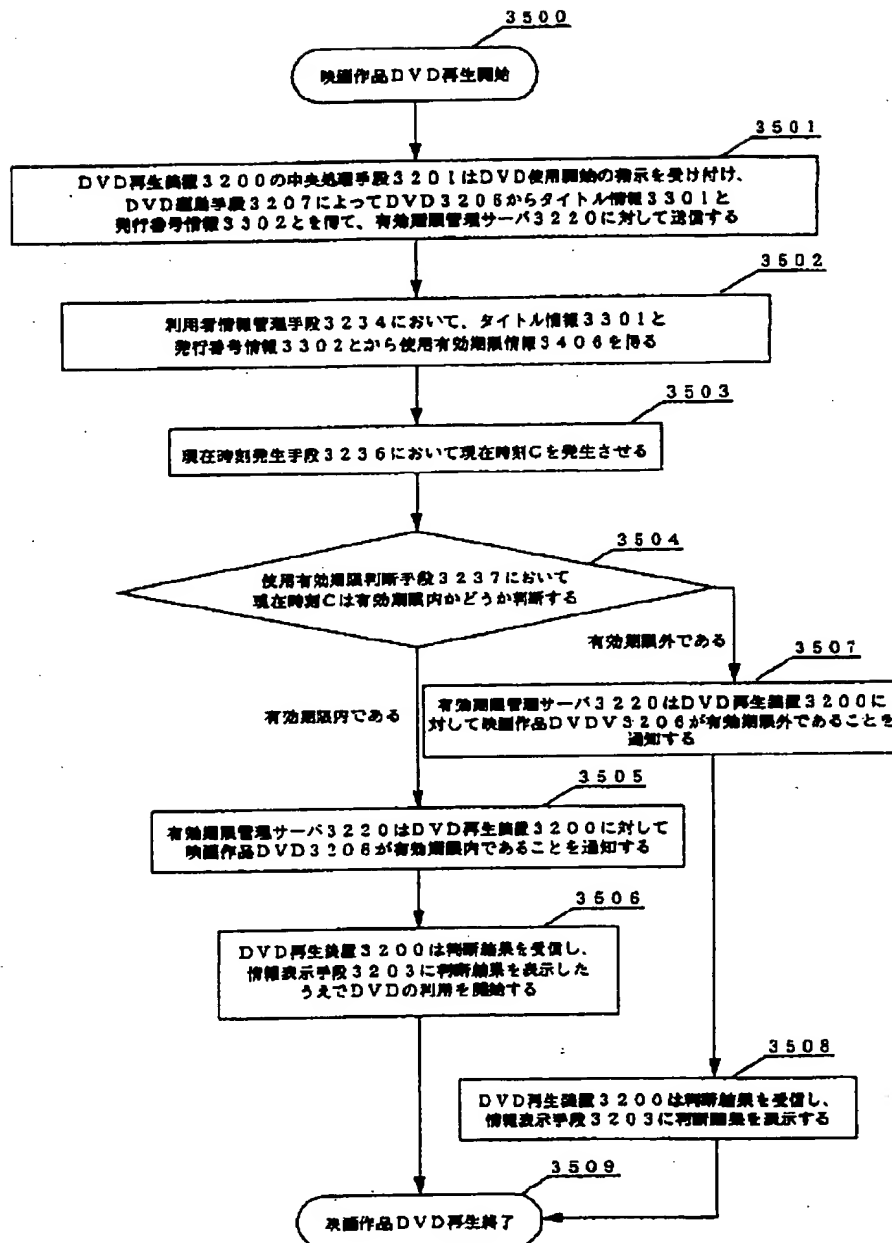 3500
映画作品DVD再生開始
3501
DVD再生装置3200の中央処理手段3201はDVD使用開始の指示を受け付け、
DVD駆動手段3207によってDVD3206からタイトル情報3301と
発行番号情報3302とを得て、有効期限管理サーバ3220に対して送信する
3502
利用者情報管理手段3234において、タイトル情報3301と
発行番号情報3302とから使用有効期限情報3406を得る
3503
現在時刻発生手段3236において現在時刻Cを発生させる
3504
使用有効期限判断手段3237において
現在時刻Cは有効期限内かどうか判断する
有効期限外である
3507
有効期限管理サーバ3220はDVD再生装置3200に
対して映画作品DVDV3206が有効期限外であることを
通知する
有効期限内である
3505
有効期限管理サーバ3220はDVD再生装置3200に対して
映画作品DVD3206が有効期限内であることを通知する
3506
DVD再生装置3200は判断結果を受信し、
情報表示手段3203に判断結果を表示した
うえでDVDの利用を開始する
3508
DVD再生装置3200は判断結果を受信し、
情報表示手段3203に判断結果を表示する
3509
映画作品DVD再生終了